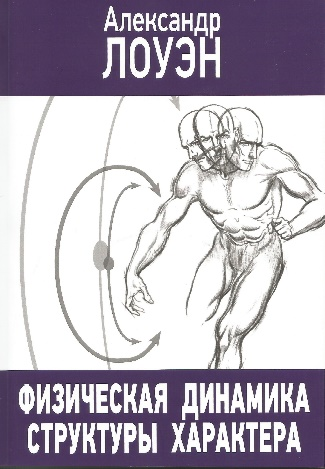 Александр
ЛОУЭН
ФИЗИЧЕСКАЯ ДИНАМИКА
СТРУКТУРЫ ХАРАКТЕРА